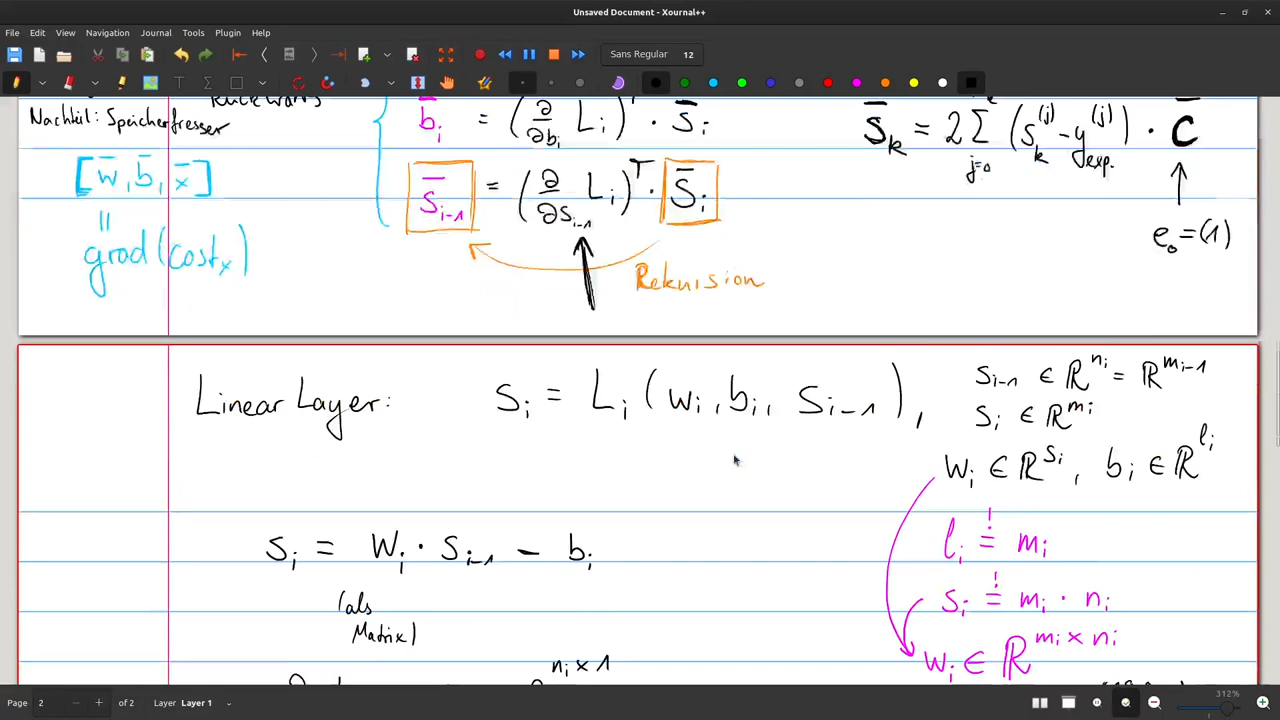 Unsaved Document - Xournal++
File Edit View Navigation Journal Tools Plugin Help
Sans Regular 12
Rückwärts
Nachteil: Speicherfresser
[w̄, b̄, x̄]
=
grad(cost_x)
b̄_i = (∂/∂b_i L_i)^T · s̄_i
s̄_{i-1} = (∂/∂s_{i-1} L_i)^T · s̄_i
Rekursion
s̄_k = 2 Σ_{j=0} (s_k^{(j)} - y_{exp.}^{(j)}) · c̄
e_0 = (1)
Linear Layer: s_i = L_i(w_i, b_i, s_{i-1}),
s_{i-1} ∈ ℝ^{n_i} = ℝ^{m_{i-1}}
s_i ∈ ℝ^{m_i}
w_i ∈ ℝ^{s_i}, b_i ∈ ℝ^{l_i}
l_i =! m_i
s_i =! m_i · n_i
w_i ∈ ℝ^{m_i × n_i}
s_i = W_i · s_{i-1} - b_i
(als
Matrix)
n_i × 1
312%
Page 2 of 2 Layer Layer 1